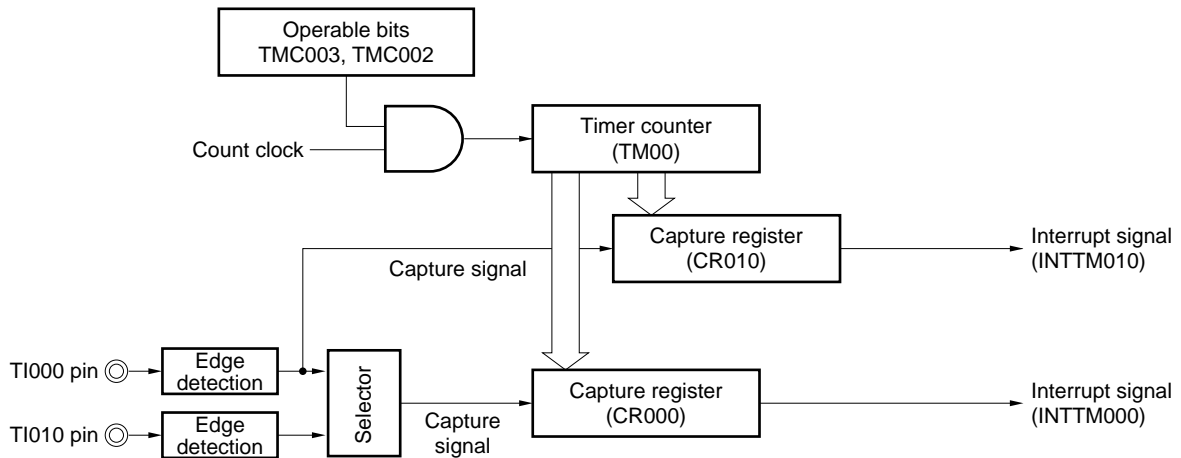 Operable bits
TMC003, TMC002
Count clock
Timer counter
(TM00)
Capture register
(CR010)
Interrupt signal
(INTTM010)
Capture signal
TI000 pin
Edge
detection
Selector
Capture register
(CR000)
Interrupt signal
(INTTM000)
TI010 pin
Edge
detection
Capture
signal